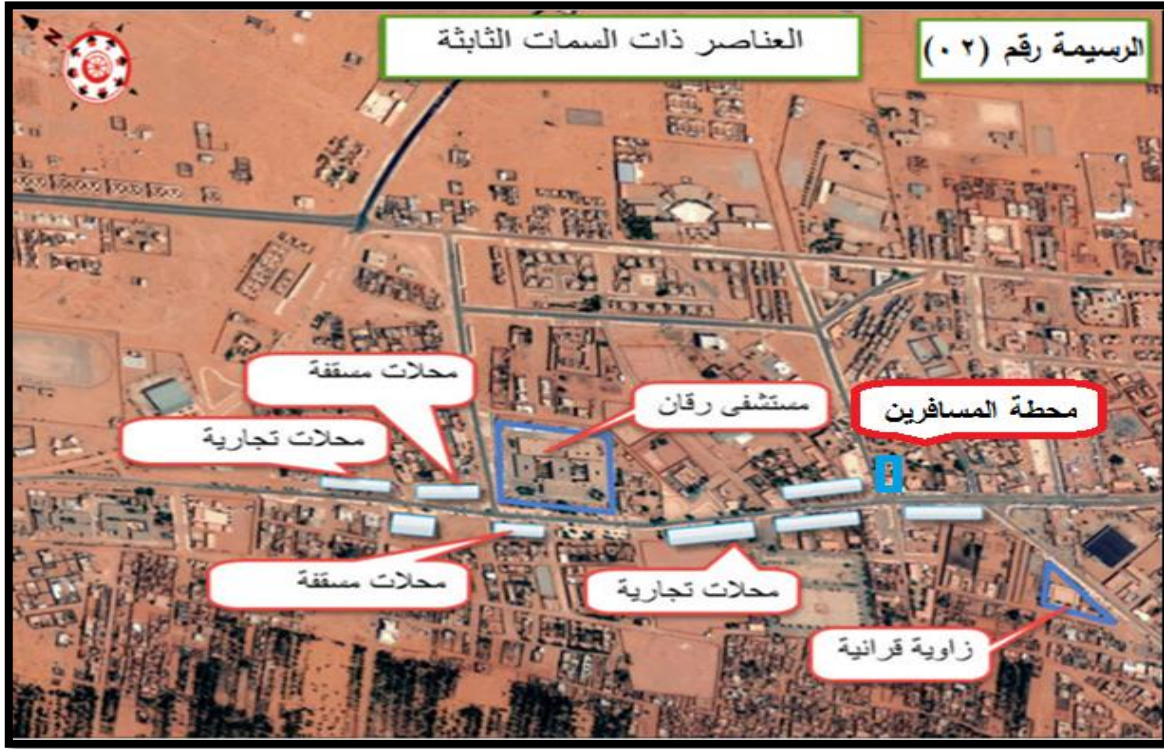 العناصر ذات السمات الثابثة
الرسيمة رقم (٠٢)
N
محلات مسقفة
مستشفى رقان
محطة المسافرين
محلات تجارية
محلات مسقفة
محلات تجارية
زاوية قرانية